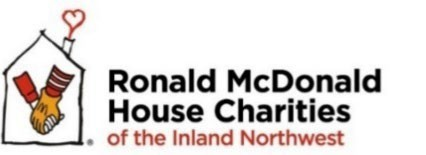 Ronald McDonald
House Charities
of the Inland Northwest